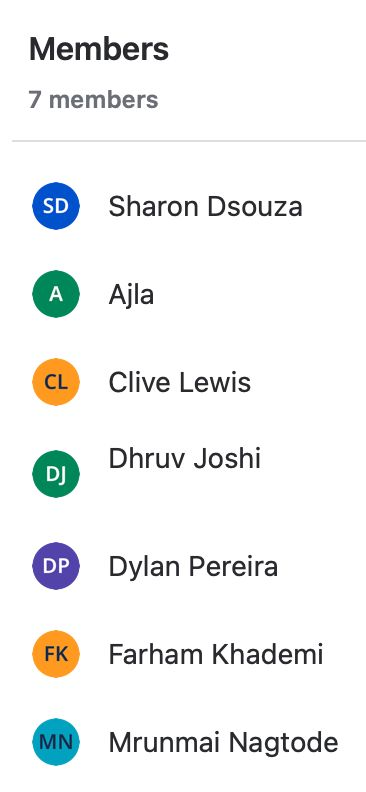 Members
7 members
SD Sharon Dsouza
A Ajla
CL Clive Lewis
DJ Dhruv Joshi
DP Dylan Pereira
FK Farham Khademi
MN Mrunmai Nagtode